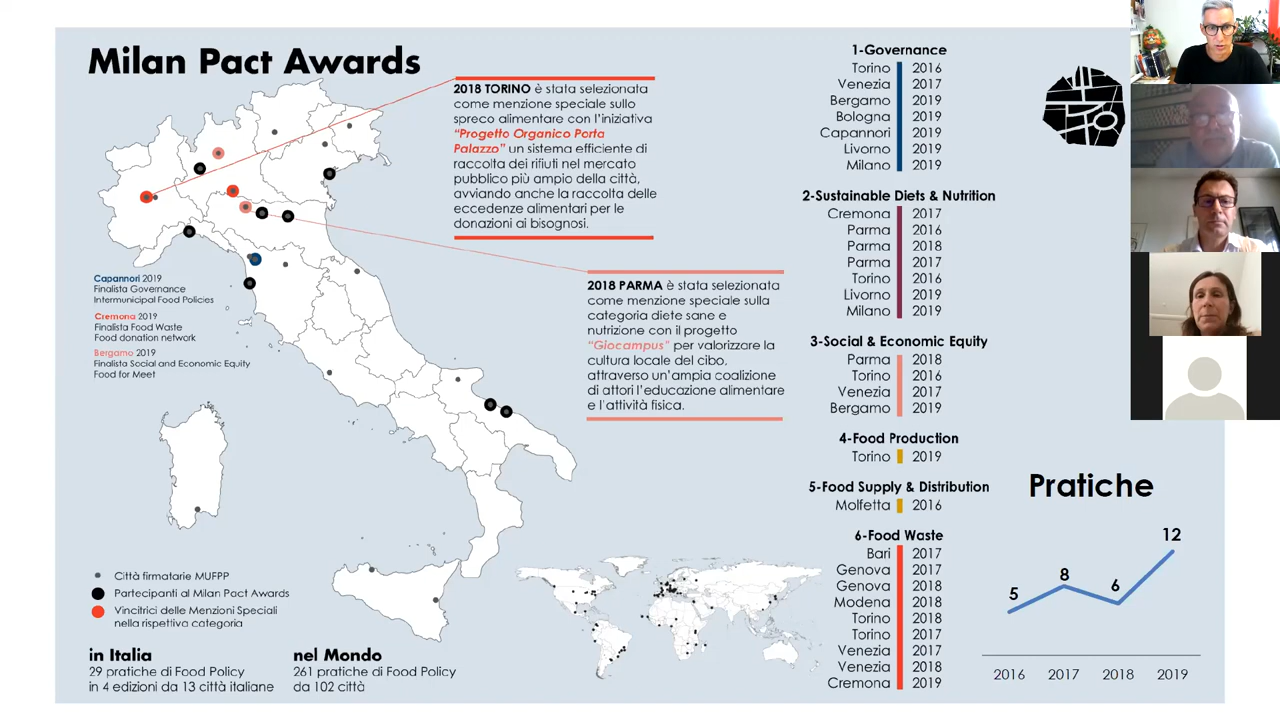 Milan Pact Awards
2018 TORINO è stata selezionata
come menzione speciale sullo
spreco alimentare con l'iniziativa
"Progetto Organico Porta
Palazzo" un sistema efficiente di
raccolta dei rifiuti nel mercato
pubblico più ampio della città,
avviando anche la raccolta delle
eccedenze alimentari per le
donazioni ai bisognosi.
2018 PARMA è stata selezionata
come menzione speciale sulla
categoria diete sane e
nutrizione con il progetto
"Giocampus" per valorizzare la
cultura locale del cibo,
attraverso un'ampia coalizione
di attori l'educazione alimentare
e l'attività fisica.
Capannori 2019
Finalista Governance
Intermunicipal Food Policies
Cremona 2019
Finalista Food Waste
Food donation network
Bergamo 2019
Finalista Social and Economic Equity
Food for Meet
Città firmatarie MUFPP
Partecipanti al Milan Pact Awards
Vincitrici delle Menzioni Speciali
nella rispetiva categoria
in Italia
29 pratiche di Food Policy
in 4 edizioni da 13 città italiane
nel Mondo
261 pratiche di Food Policy
da 102 città
1-Governance
Torino 2016
Venezia 2017
Bergamo 2019
Bologna 2019
Capannori 2019
Livorno 2019
Milano 2019
2-Sustainable Diets & Nutrition
Cremona 2017
Parma 2016
Parma 2018
Parma 2017
Torino 2016
Livorno 2019
Milano 2019
3-Social & Economic Equity
Parma 2018
Torino 2016
Venezia 2017
Bergamo 2019
4-Food Production
Torino 2019
5-Food Supply & Distribution
Molfetta 2016
6-Food Waste
Bari 2017
Genova 2017
Genova 2018
Modena 2018
Torino 2018
Torino 2017
Venezia 2017
Venezia 2018
Cremona 2019
Pratiche
5 8 6 12
2016 2017 2018 2019